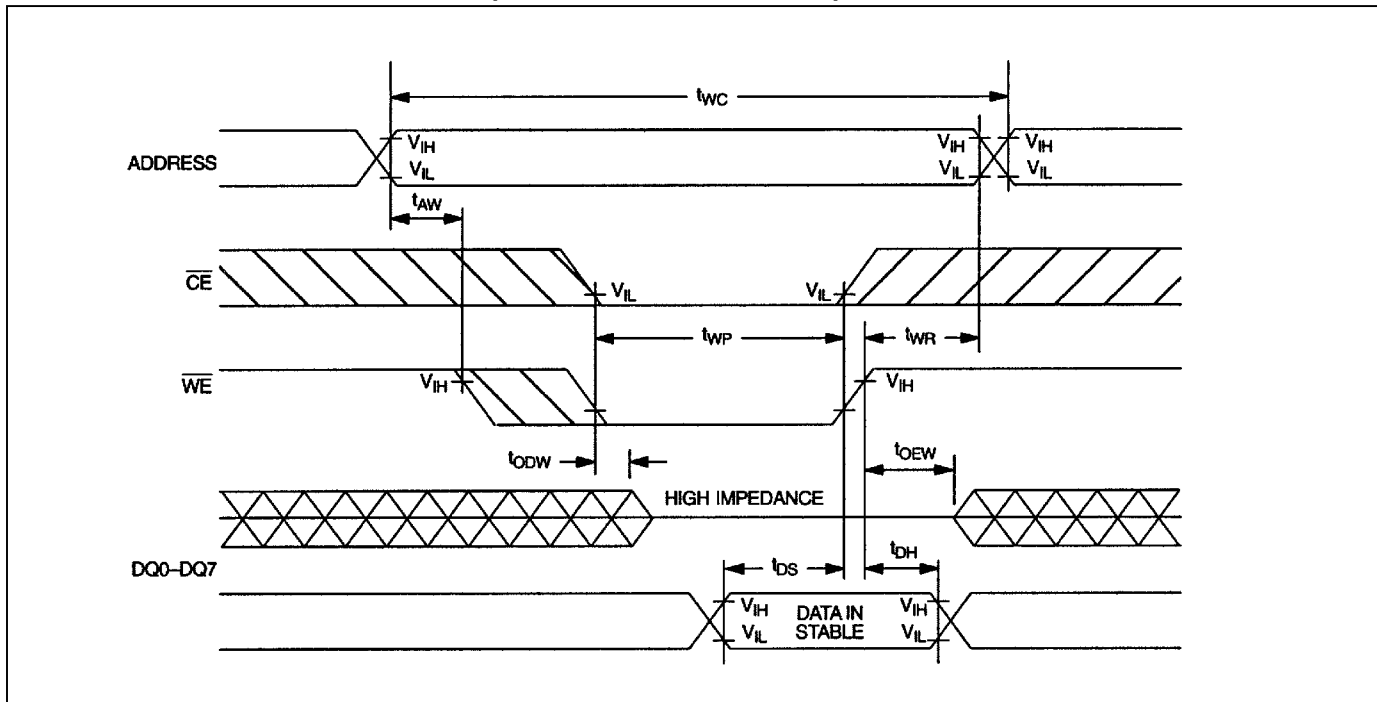 tWC
VIH
VIH
VIH
ADDRESS
VIL
VIL
VIL
tAW
CE
VIL
VIL
tWP
tWR
WE
VIH
VIH
tODW
tOEW
HIGH IMPEDANCE
DQ0–DQ7
tDS
tDH
VIH
DATA IN
VIH
VIL
STABLE
VIL